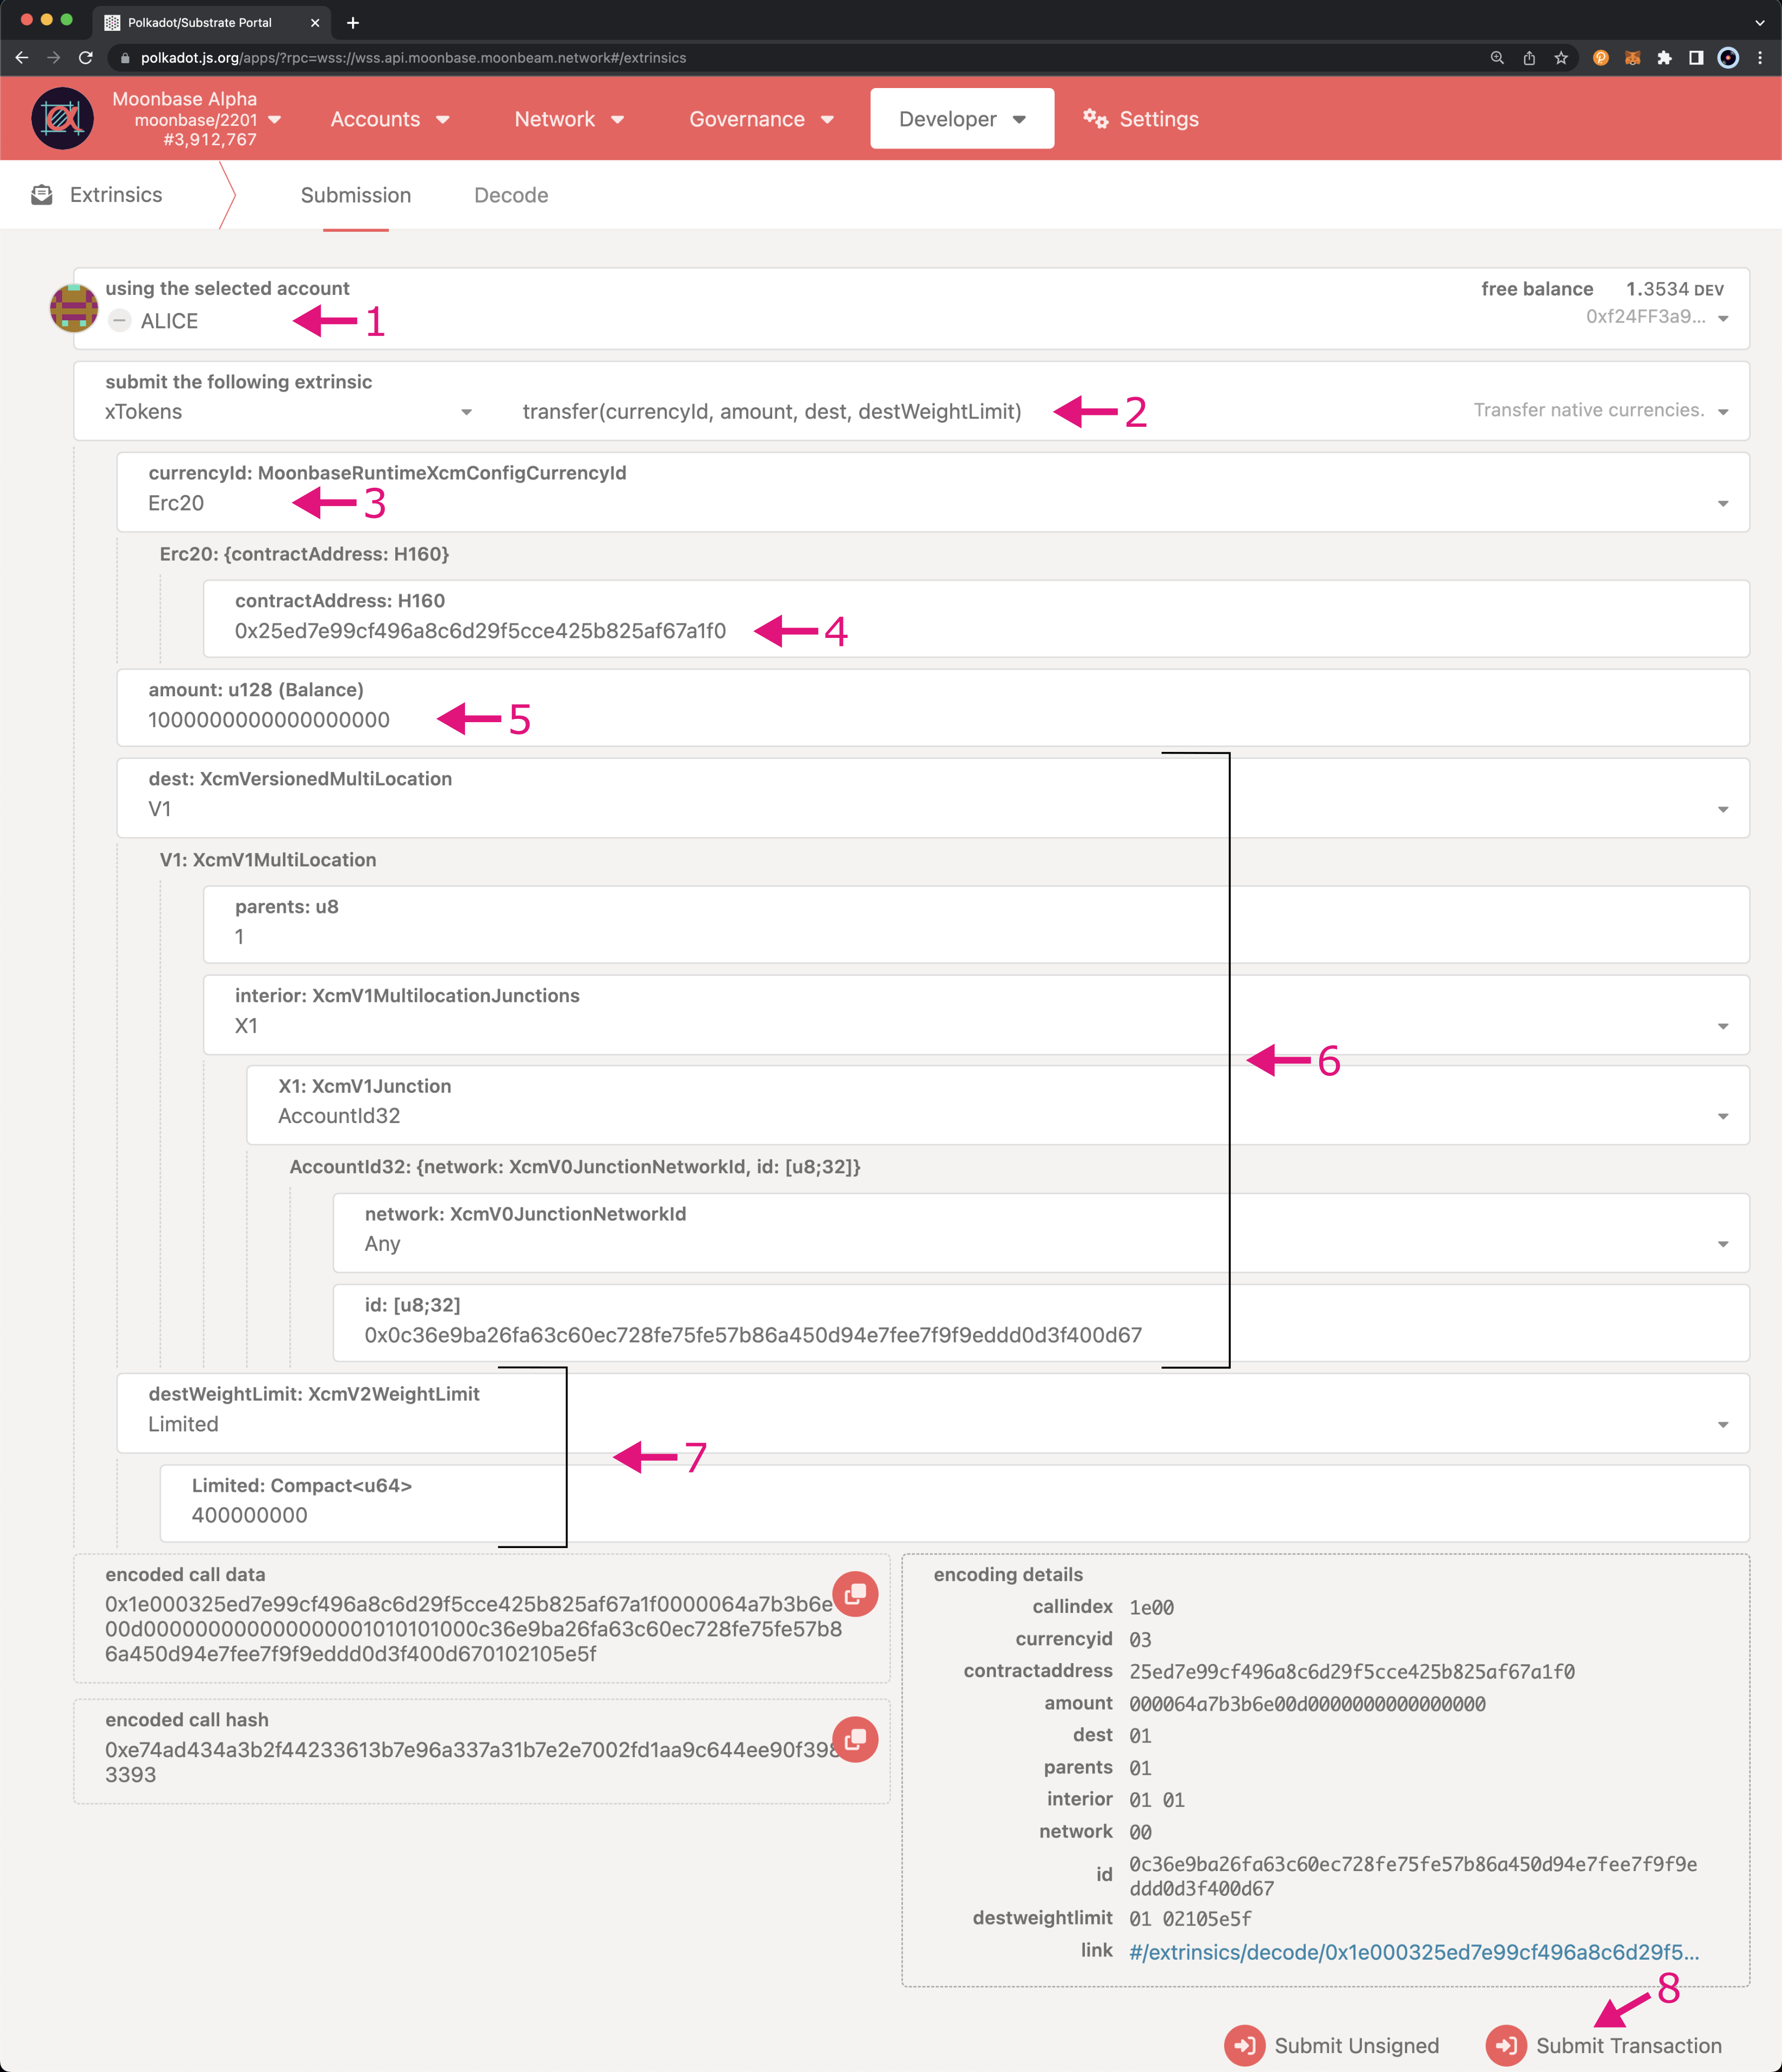 Polkadot/Substrate Portal
polkadot.js.org/apps/?rpc=wss://wss.api.moonbase.moonbeam.network#/extrinsics
Moonbase Alpha
moonbase/2201
#3,912,767
Accounts
Network
Governance
Developer
Settings
Extrinsics
Submission
Decode
using the selected account
ALICE
1
free balance 1.3534 DEV
0xf24FF3a9...
submit the following extrinsic
xTokens
transfer(currencyId, amount, dest, destWeightLimit)
2
Transfer native currencies.
currencyId: MoonbaseRuntimeXcmConfigCurrencyId
Erc20
3
Erc20: {contractAddress: H160}
contractAddress: H160
0x25ed7e99cf496a8c6d29f5cce425b825af67a1f0
4
amount: u128 (Balance)
1000000000000000000
5
dest: XcmVersionedMultiLocation
V1
V1: XcmV1MultiLocation
parents: u8
1
interior: XcmV1MultilocationJunctions
X1
6
X1: XcmV1Junction
AccountId32
AccountId32: {network: XcmV0JunctionNetworkId, id: [u8;32]}
network: XcmV0JunctionNetworkId
Any
id: [u8;32]
0x0c36e9ba26fa63c60ec728fe75fe57b86a450d94e7fee7f9f9eddd0d3f400d67
destWeightLimit: XcmV2WeightLimit
Limited
7
Limited: Compact<u64>
400000000
encoded call data
0x1e000325ed7e99cf496a8c6d29f5cce425b825af67a1f0000064a7b3b6e
00d000000000000000001010101000c36e9ba26fa63c60ec728fe75fe57b8
6a450d94e7fee7f9f9eddd0d3f400d670102105e5f
encoded call hash
0xe74ad434a3b2f44233613b7e96a337a31b7e2e7002fd1aa9c644ee90f398
3393
encoding details
callindex 1e00
currencyid 03
contractaddress 25ed7e99cf496a8c6d29f5cce425b825af67a1f0
amount 000064a7b3b6e00d0000000000000000
dest 01
parents 01
interior 01 01
network 00
id 0c36e9ba26fa63c60ec728fe75fe57b86a450d94e7fee7f9f9e
ddd0d3f400d67
destweightlimit 01 02105e5f
link #/extrinsics/decode/0x1e000325ed7e99cf496a8c6d29f5...
8
Submit Unsigned
Submit Transaction